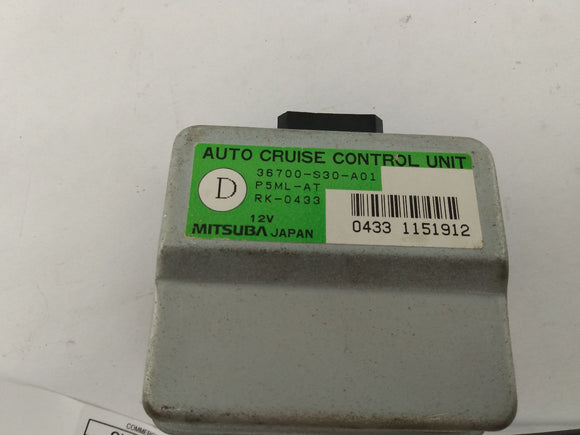 AUTO CRUISE CONTROL UNIT
36700-S30-A01
D
P5ML-AT
RK-0433
12V
MITSUBA JAPAN
0433 1151912